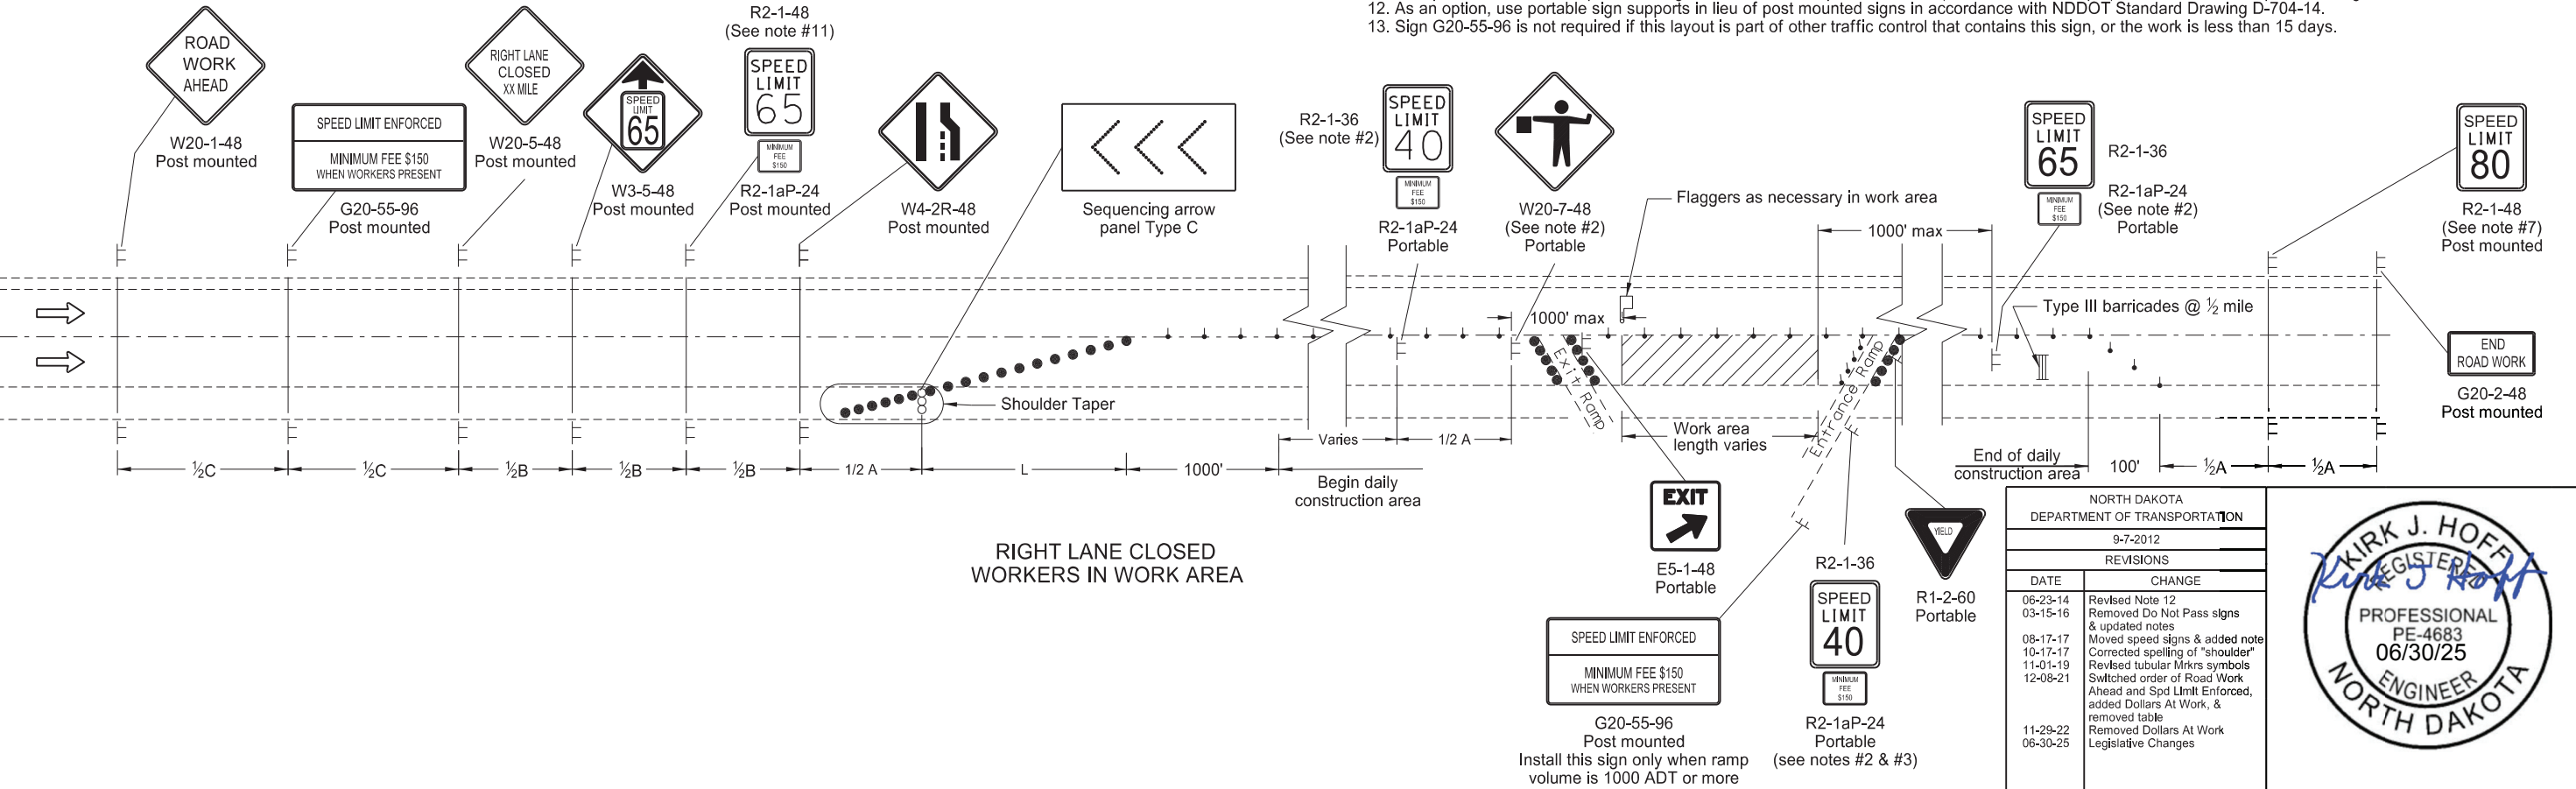 12. As an option, use portable sign supports in lieu of post mounted signs in accordance with NDDOT Standard Drawing D-704-14.
13. Sign G20-55-96 is not required if this layout is part of other traffic control that contains this sign, or the work is less than 15 days.
ROAD
WORK
AHEAD
W20-1-48
Post mounted
SPEED LIMIT ENFORCED
MINIMUM FEE $150
WHEN WORKERS PRESENT
G20-55-96
Post mounted
RIGHT LANE
CLOSED
XX MILE
W20-5-48
Post mounted
SPEED
LIMIT
65
W3-5-48
Post mounted
R2-1-48
(See note #11)
SPEED
LIMIT
65
MINIMUM
FEE
$150
R2-1aP-24
Post mounted
W4-2R-48
Post mounted
Sequencing arrow
panel Type C
R2-1-36
(See note #2)
SPEED
LIMIT
40
MINIMUM
FEE
$150
R2-1aP-24
Portable
W20-7-48
(See note #2)
Portable
Flaggers as necessary in work area
1000' max
SPEED
LIMIT
65
R2-1-36
MINIMUM
FEE
$150
R2-1aP-24
(See note #2)
Portable
SPEED
LIMIT
80
R2-1-48
(See note #7)
Post mounted
1000' max
Type III barricades @ ½ mile
END
ROAD WORK
G20-2-48
Post mounted
Shoulder Taper
Exit Ramp
Entrance Ramp
Work area
length varies
½C
½C
½B
½B
½B
1/2 A
L
1000'
Varies
1/2 A
Begin daily
construction area
End of daily
construction area
100'
½A
½A
RIGHT LANE CLOSED
WORKERS IN WORK AREA
EXIT
E5-1-48
Portable
SPEED LIMIT ENFORCED
MINIMUM FEE $150
WHEN WORKERS PRESENT
G20-55-96
Post mounted
Install this sign only when ramp
volume is 1000 ADT or more
R2-1-36
SPEED
LIMIT
40
MINIMUM
FEE
$150
R2-1aP-24
Portable
(see notes #2 & #3)
YIELD
R1-2-60
Portable
NORTH DAKOTA
DEPARTMENT OF TRANSPORTATION
9-7-2012
REVISIONS
DATE CHANGE
06-23-14 Revised Note 12
03-15-16 Removed Do Not Pass signs
& updated notes
08-17-17 Moved speed signs & added note
10-17-17 Corrected spelling of "shoulder"
11-01-19 Revised tubular Mrkrs symbols
12-08-21 Switched order of Road Work
Ahead and Spd Limit Enforced,
added Dollars At Work, &
removed table
11-29-22 Removed Dollars At Work
06-30-25 Legislative Changes
KIRK J. HOFF
REGISTERED
Kirk J Hoff
PROFESSIONAL
PE-4683
06/30/25
ENGINEER
NORTH DAKOTA